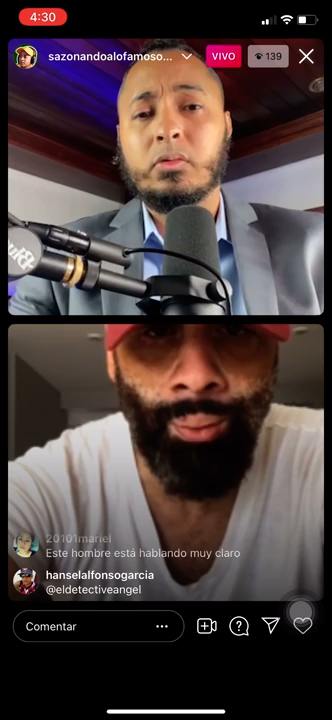 4:30
sazonandoalofamoso...
VIVO
139
20101mariel
Este hombre está hablando muy claro
hanselalfonsogarcia
@eldetectiveangel
Comentar